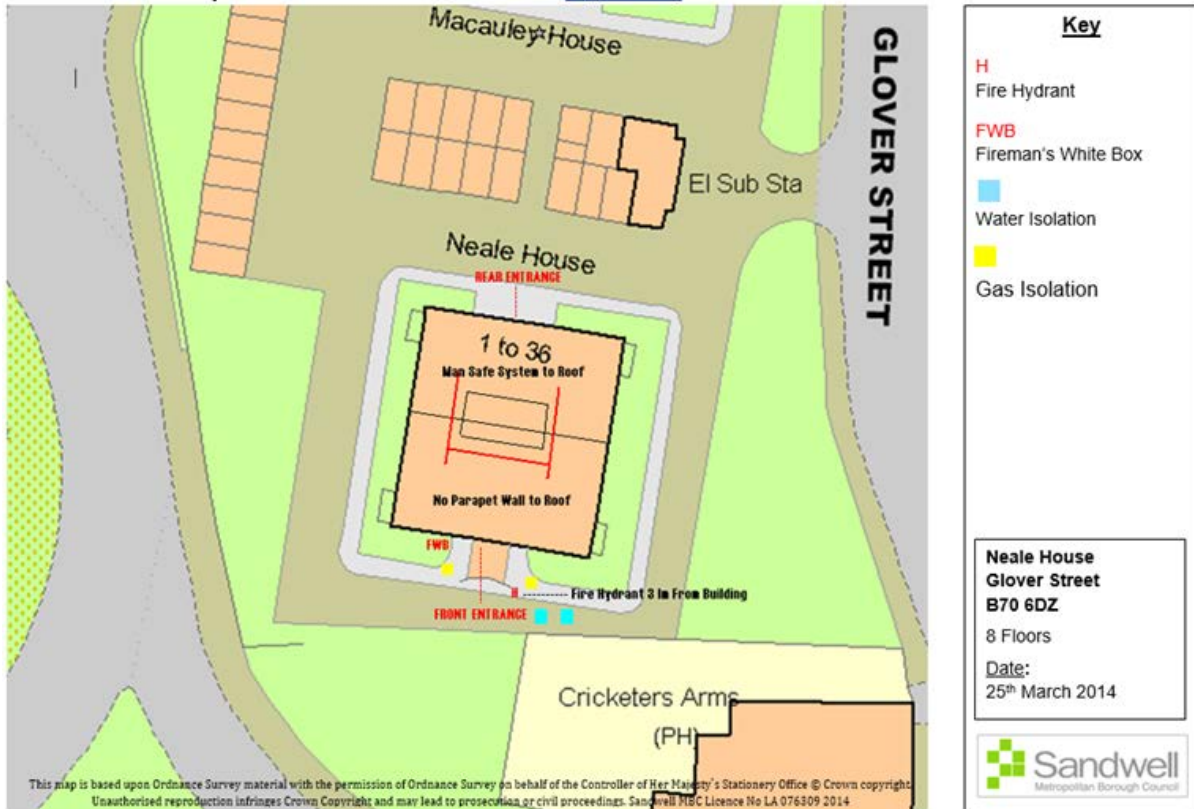 Macauley House
GLOVER STREET
El Sub Sta
Neale House
REAR ENTRANCE
1 to 36
Man Safe System to Roof
No Parapet Wall to Roof
FWB
H
Fire Hydrant 3 lm From Building
FRONT ENTRANCE
Cricketers Arms
(PH)
This map is based upon Ordnance Survey material with the permission of Ordnance Survey on behalf of the Controller of Her Majesty's Stationery Office © Crown copyright
Unauthorised reproduction infringes Crown Copyright and may lead to prosecution or civil proceedings. Sandwell MBC Licence No LA 076309 2014
Key
H
Fire Hydrant
FWB
Fireman's White Box
Water Isolation
Gas Isolation
Neale House
Glover Street
B70 6DZ
8 Floors
Date:
25th March 2014
Sandwell
Metropolitan Borough Council